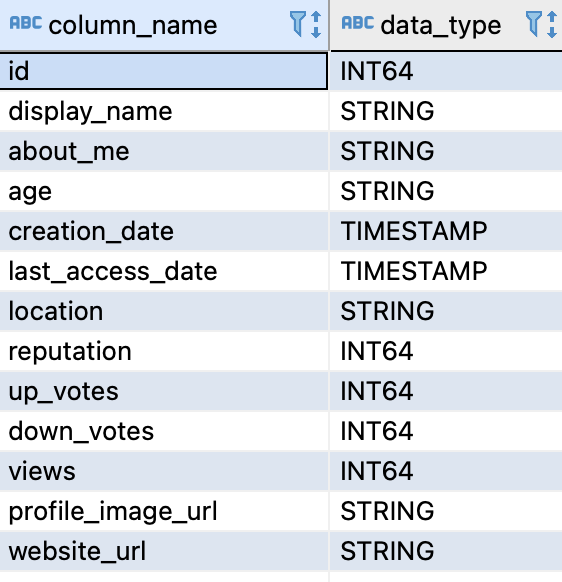 ABC column_name ABC data_type
id INT64
display_name STRING
about_me STRING
age STRING
creation_date TIMESTAMP
last_access_date TIMESTAMP
location STRING
reputation INT64
up_votes INT64
down_votes INT64
views INT64
profile_image_url STRING
website_url STRING